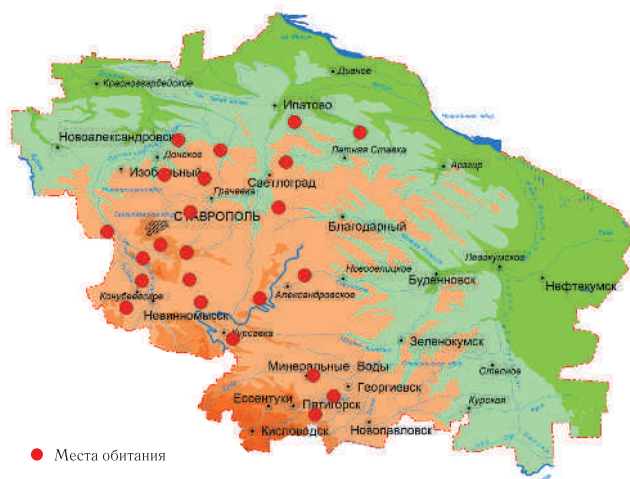 Дивное
Красногвардейское
Ипатово
Новоалександровск
Донское
Летняя Ставка
Арзгир
Изобильный
Светлоград
Грачевка
СТАВРОПОЛЬ
Благодарный
Левокумское
Новоселицкое
Буденновск
Нефтекумск
Кочубеевское
Александровское
Невинномысск
Курсавка
Зеленокумск
Минеральные Воды
Степное
Георгиевск
Ессентуки
Пятигорск
Курская
Кисловодск
Новопавловск
Места обитания